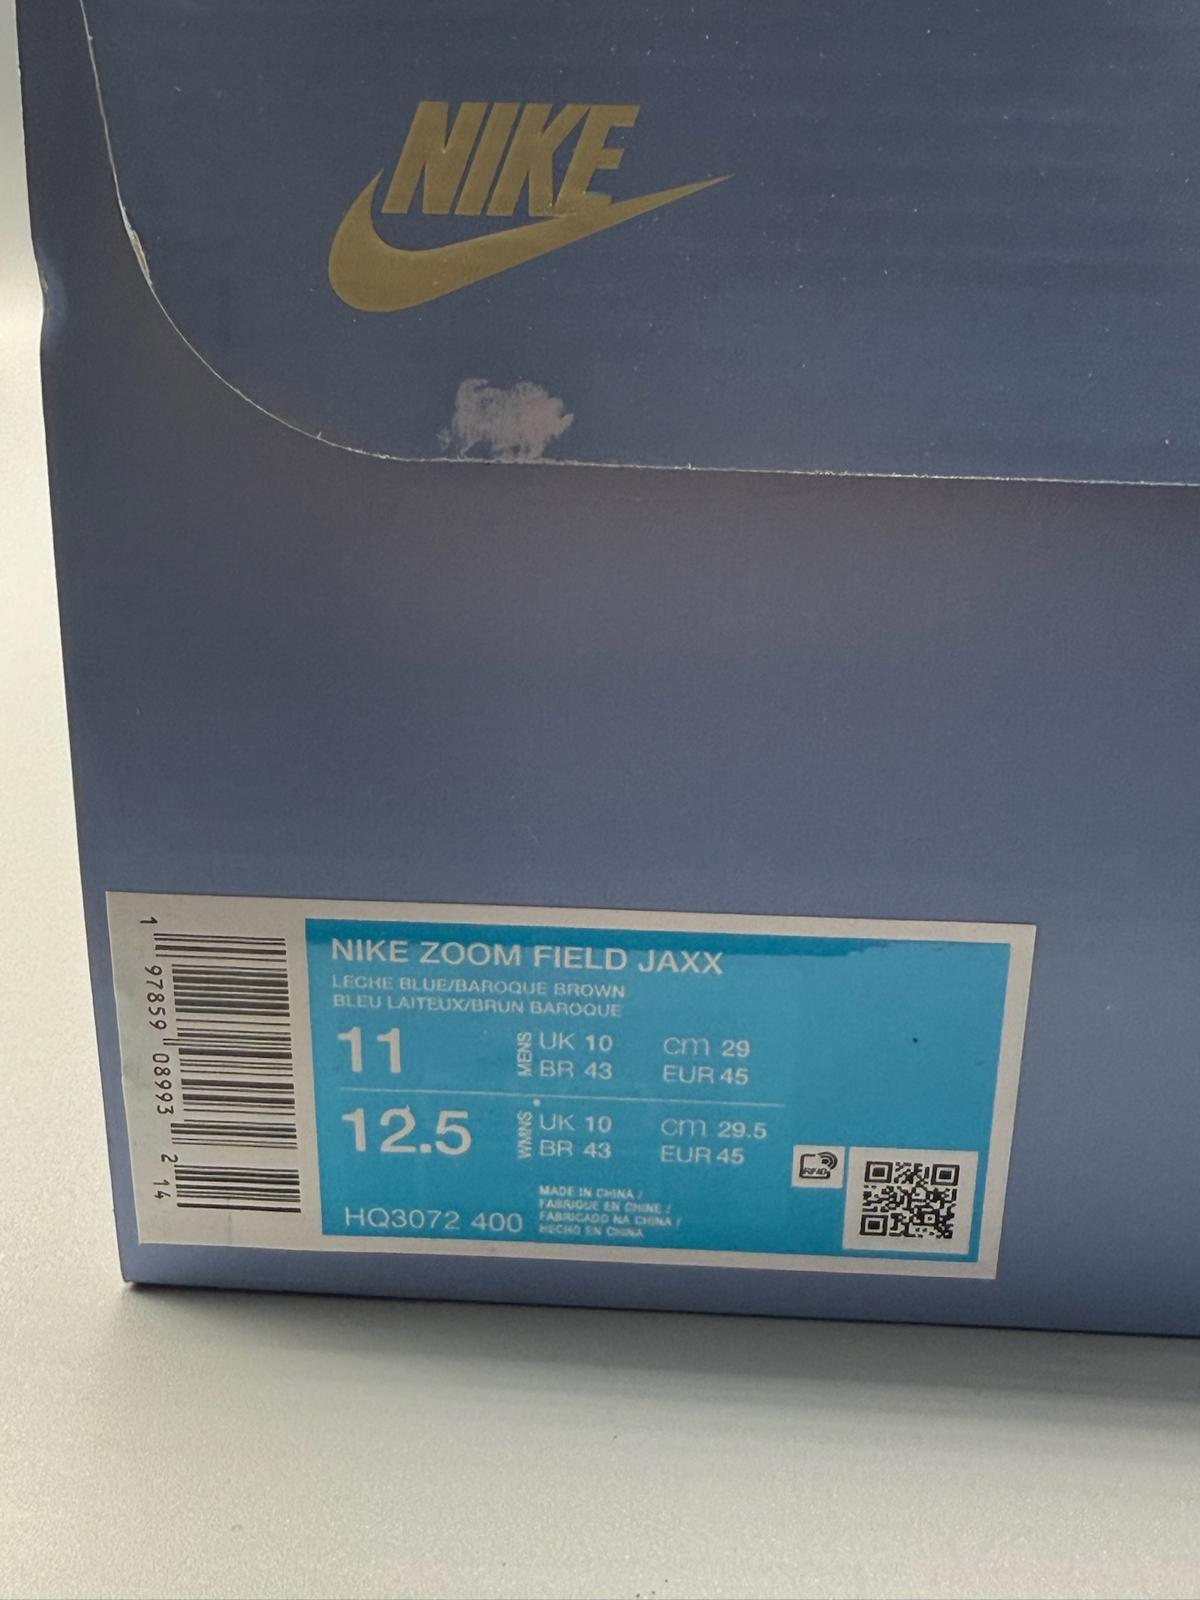 NIKE
NIKE ZOOM FIELD JAXX
LECHE BLUE/BAROQUE BROWN
BLEU LAITEUX/BRUN BAROQUE
11
MENS
UK 10
cm 29
BR 43
EUR 45
12.5
WMNS
UK 10
cm 29.5
BR 43
EUR 45
HQ3072 400
MADE IN CHINA /
FABRIQUE EN CHINE /
FABRICADO NA CHINA /
HECHO EN CHINA
RFID
1 97859 08993 2 14